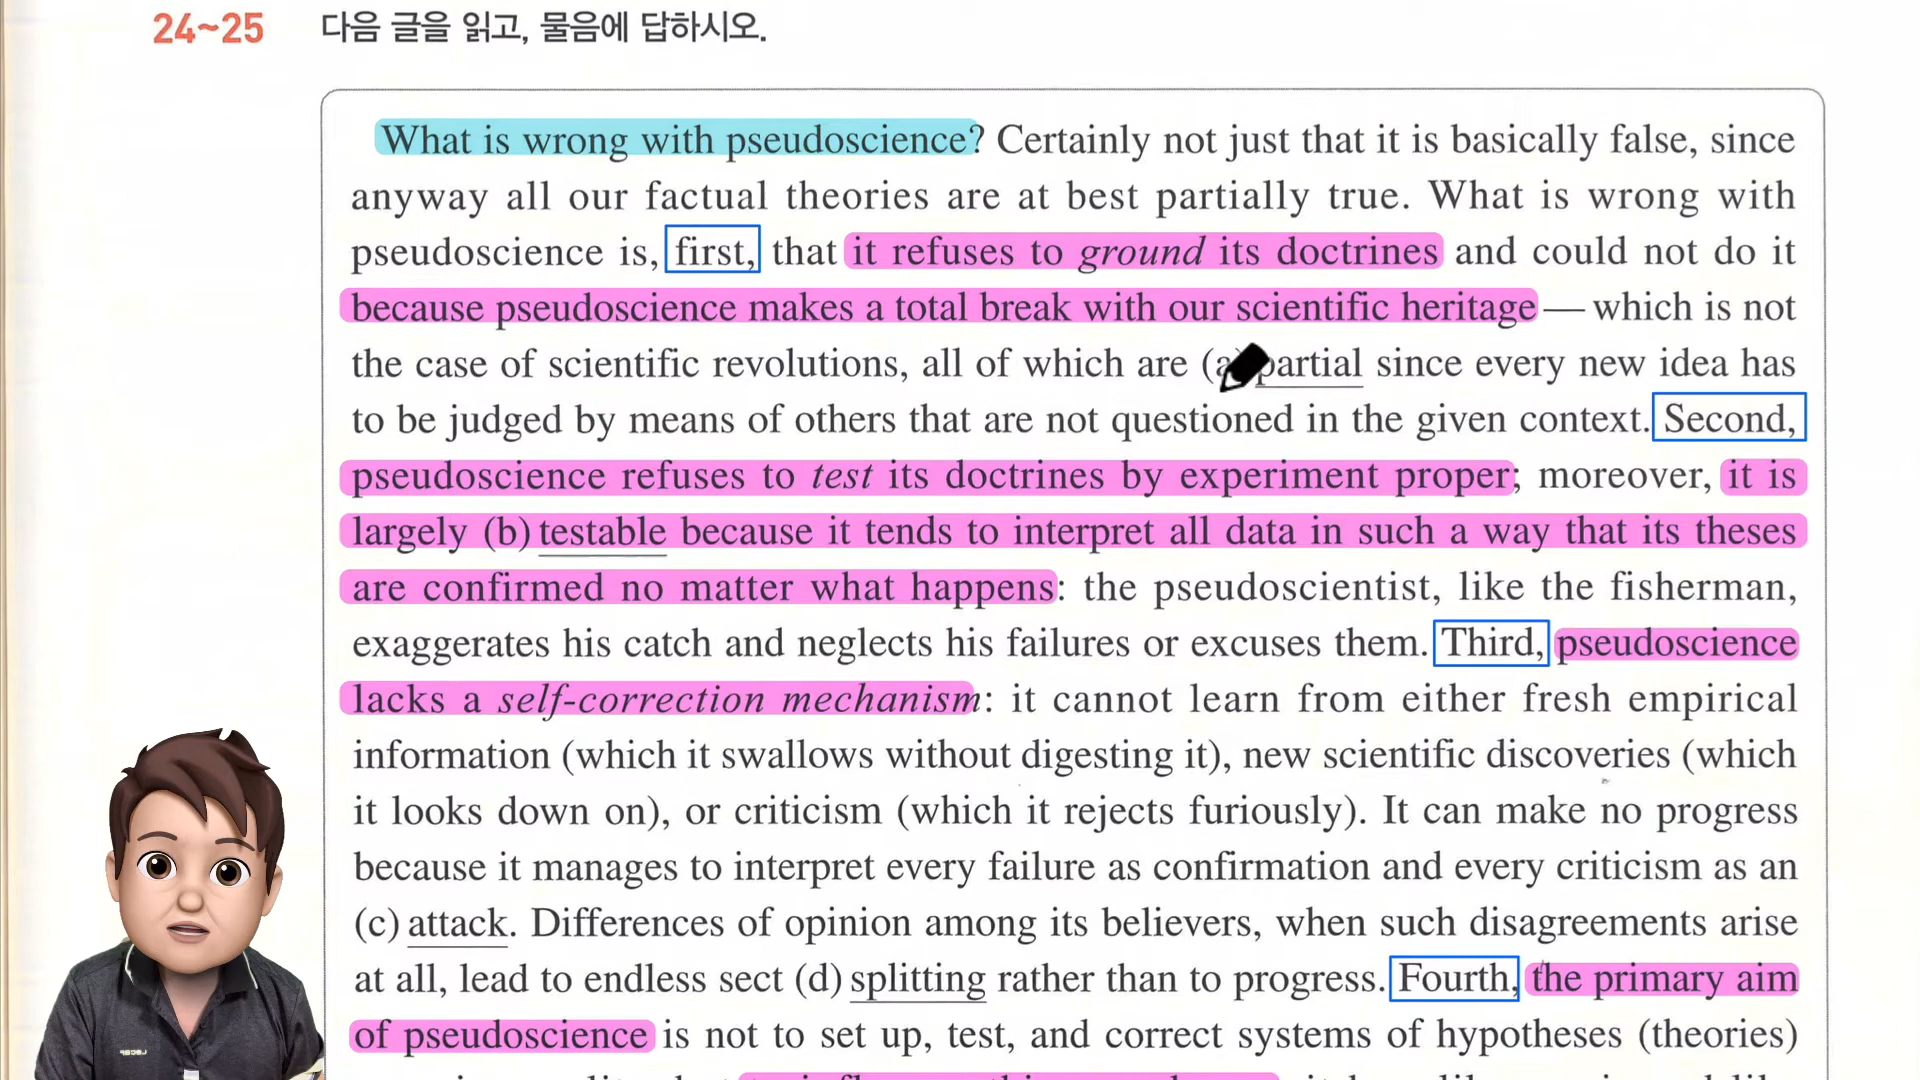 24~25 다음 글을 읽고, 물음에 답하시오.
What is wrong with pseudoscience? Certainly not just that it is basically false, since
anyway all our factual theories are at best partially true. What is wrong with
pseudoscience is, first, that it refuses to ground its doctrines and could not do it
because pseudoscience makes a total break with our scientific heritage — which is not
the case of scientific revolutions, all of which are (a) partial since every new idea has
to be judged by means of others that are not questioned in the given context. Second,
pseudoscience refuses to test its doctrines by experiment proper; moreover, it is
largely (b) testable because it tends to interpret all data in such a way that its theses
are confirmed no matter what happens: the pseudoscientist, like the fisherman,
exaggerates his catch and neglects his failures or excuses them. Third, pseudoscience
lacks a self-correction mechanism: it cannot learn from either fresh empirical
information (which it swallows without digesting it), new scientific discoveries (which
it looks down on), or criticism (which it rejects furiously). It can make no progress
because it manages to interpret every failure as confirmation and every criticism as an
(c) attack. Differences of opinion among its believers, when such disagreements arise
at all, lead to endless sect (d) splitting rather than to progress. Fourth, the primary aim
of pseudoscience is not to set up, test, and correct systems of hypotheses (theories)